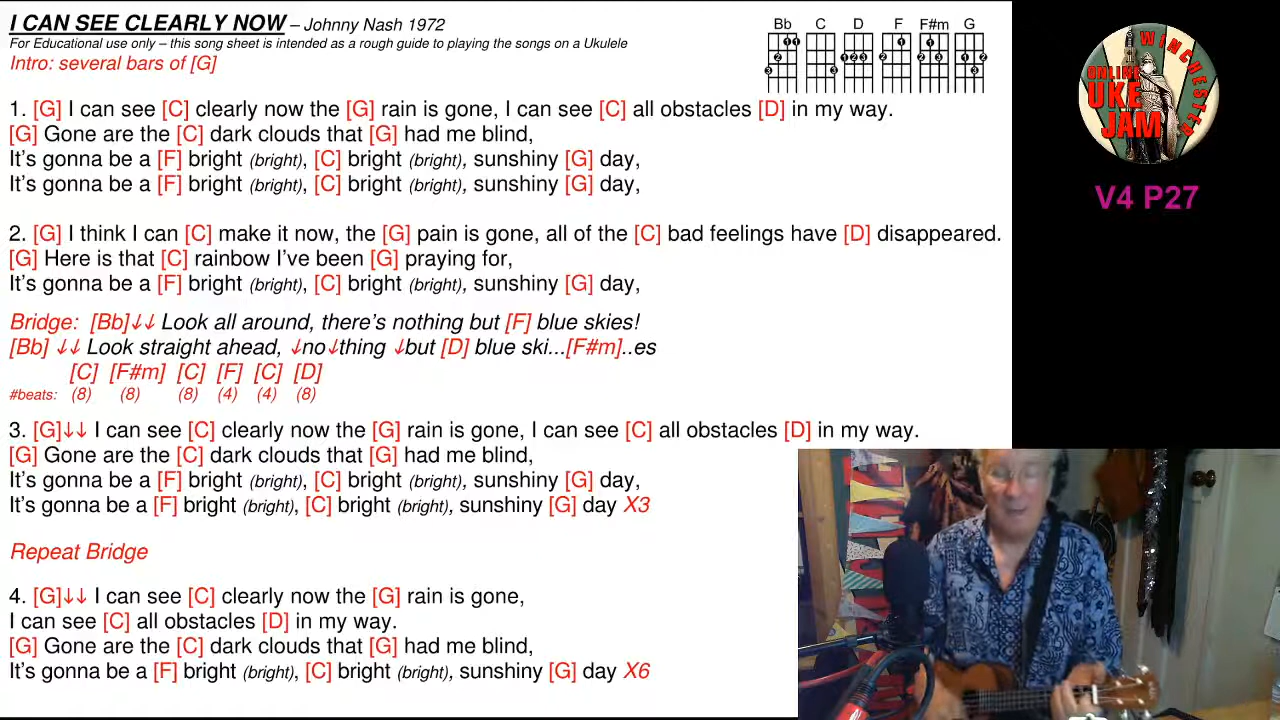 I CAN SEE CLEARLY NOW – Johnny Nash 1972
For Educational use only – this song sheet is intended as a rough guide to playing the songs on a Ukulele
Intro: several bars of [G]
Bb C D F F#m G
1. [G] I can see [C] clearly now the [G] rain is gone, I can see [C] all obstacles [D] in my way.
[G] Gone are the [C] dark clouds that [G] had me blind,
It's gonna be a [F] bright (bright), [C] bright (bright), sunshiny [G] day,
It's gonna be a [F] bright (bright), [C] bright (bright), sunshiny [G] day,
2. [G] I think I can [C] make it now, the [G] pain is gone, all of the [C] bad feelings have [D] disappeared.
[G] Here is that [C] rainbow I've been [G] praying for,
It's gonna be a [F] bright (bright), [C] bright (bright), sunshiny [G] day,
Bridge: [Bb]↓↓ Look all around, there's nothing but [F] blue skies!
[Bb] ↓↓ Look straight ahead, ↓no↓thing ↓but [D] blue ski...[F#m]..es
[C] [F#m] [C] [F] [C] [D]
#beats: (8) (8) (8) (4) (4) (8)
3. [G]↓↓ I can see [C] clearly now the [G] rain is gone, I can see [C] all obstacles [D] in my way.
[G] Gone are the [C] dark clouds that [G] had me blind,
It's gonna be a [F] bright (bright), [C] bright (bright), sunshiny [G] day,
It's gonna be a [F] bright (bright), [C] bright (bright), sunshiny [G] day X3
Repeat Bridge
4. [G]↓↓ I can see [C] clearly now the [G] rain is gone,
I can see [C] all obstacles [D] in my way.
[G] Gone are the [C] dark clouds that [G] had me blind,
It's gonna be a [F] bright (bright), [C] bright (bright), sunshiny [G] day X6
WINCHESTER
ONLINE
UKE
JAM
V4 P27